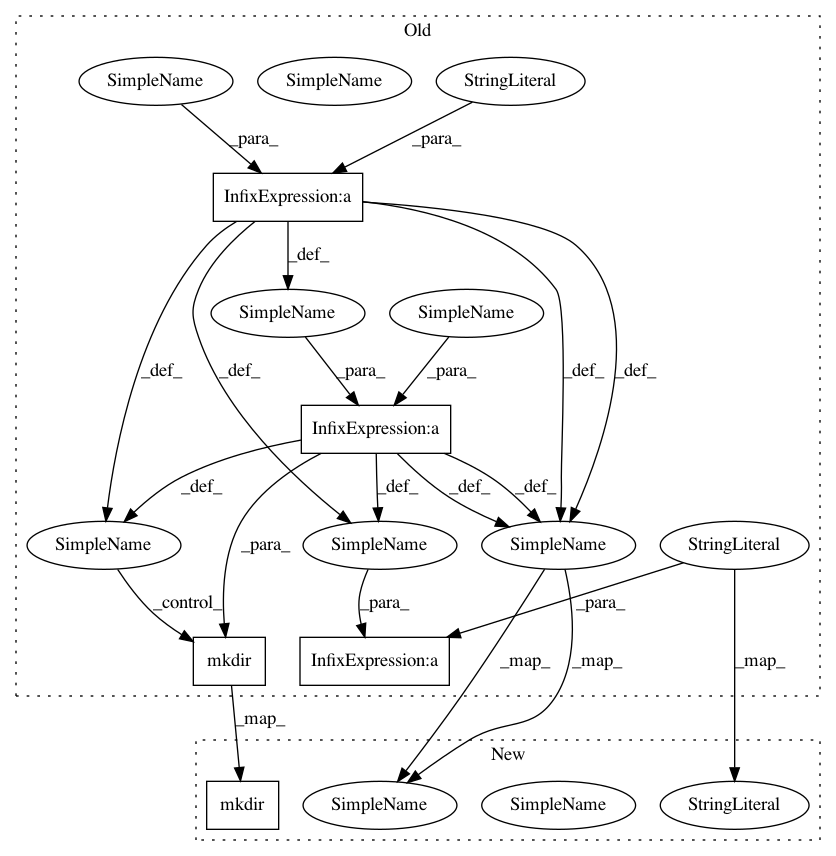 Old
SimpleName SimpleName StringLiteral
_para_ _para_
InfixExpression:a
_def_
SimpleName SimpleName
_def_ _def_ _para_ _para_ _def_ _def_
InfixExpression:a
_def_ _def_ _def_ _def_
_para_
SimpleName SimpleName SimpleName StringLiteral
_control_ _para_ _para_
mkdir InfixExpression:a _map_ _map_ _map_
_map_
New
mkdir SimpleName SimpleName StringLiteral